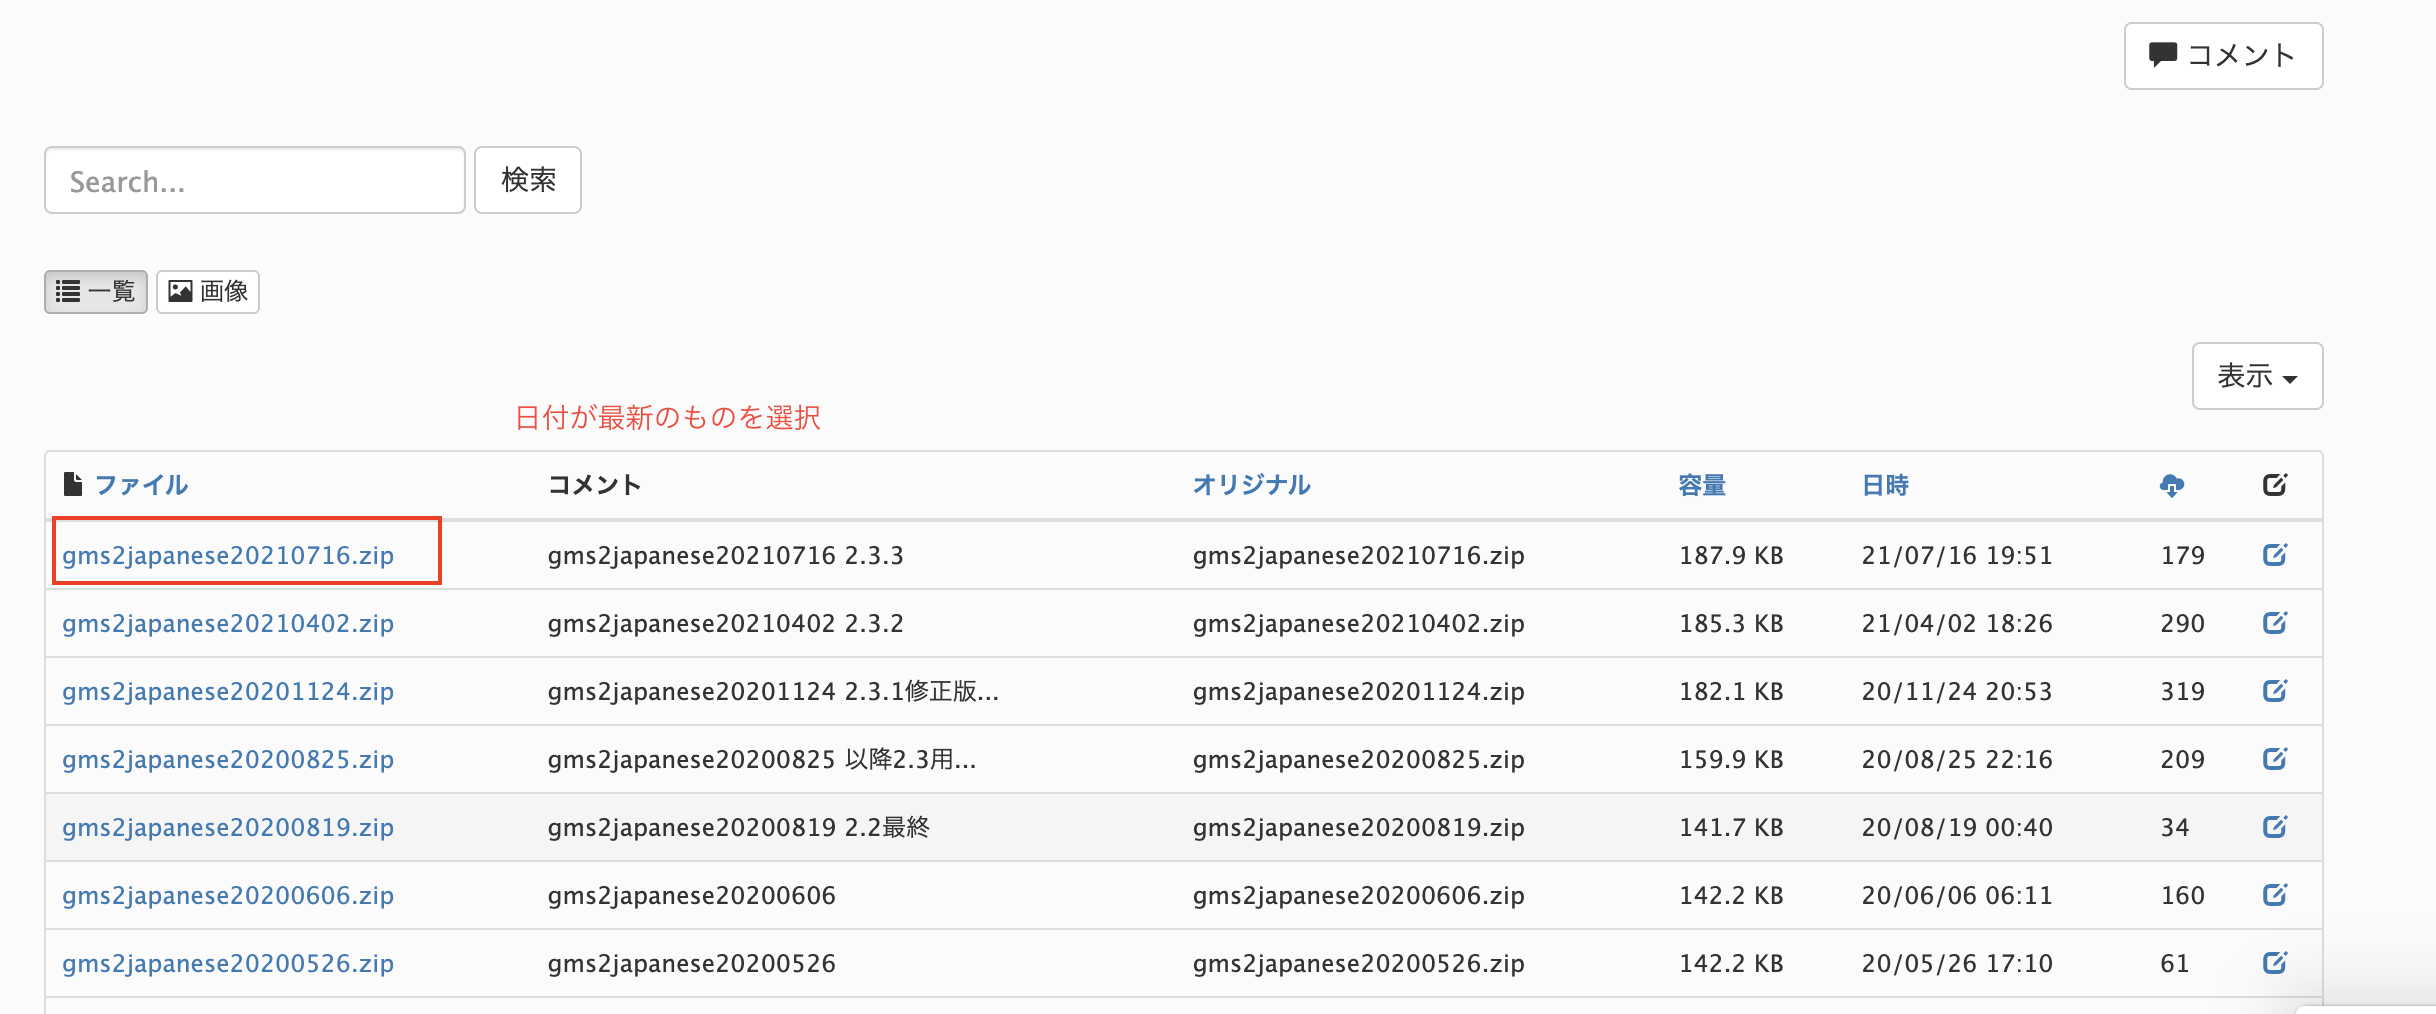 コメント
Search...
検索
一覧
画像
表示
日付が最新のものを選択
ファイル コメント オリジナル 容量 日時
gms2japanese20210716.zip gms2japanese20210716 2.3.3 gms2japanese20210716.zip 187.9 KB 21/07/16 19:51 179
gms2japanese20210402.zip gms2japanese20210402 2.3.2 gms2japanese20210402.zip 185.3 KB 21/04/02 18:26 290
gms2japanese20201124.zip gms2japanese20201124 2.3.1修正版... gms2japanese20201124.zip 182.1 KB 20/11/24 20:53 319
gms2japanese20200825.zip gms2japanese20200825 以降2.3用... gms2japanese20200825.zip 159.9 KB 20/08/25 22:16 209
gms2japanese20200819.zip gms2japanese20200819 2.2最終 gms2japanese20200819.zip 141.7 KB 20/08/19 00:40 34
gms2japanese20200606.zip gms2japanese20200606 gms2japanese20200606.zip 142.2 KB 20/06/06 06:11 160
gms2japanese20200526.zip gms2japanese20200526 gms2japanese20200526.zip 142.2 KB 20/05/26 17:10 61